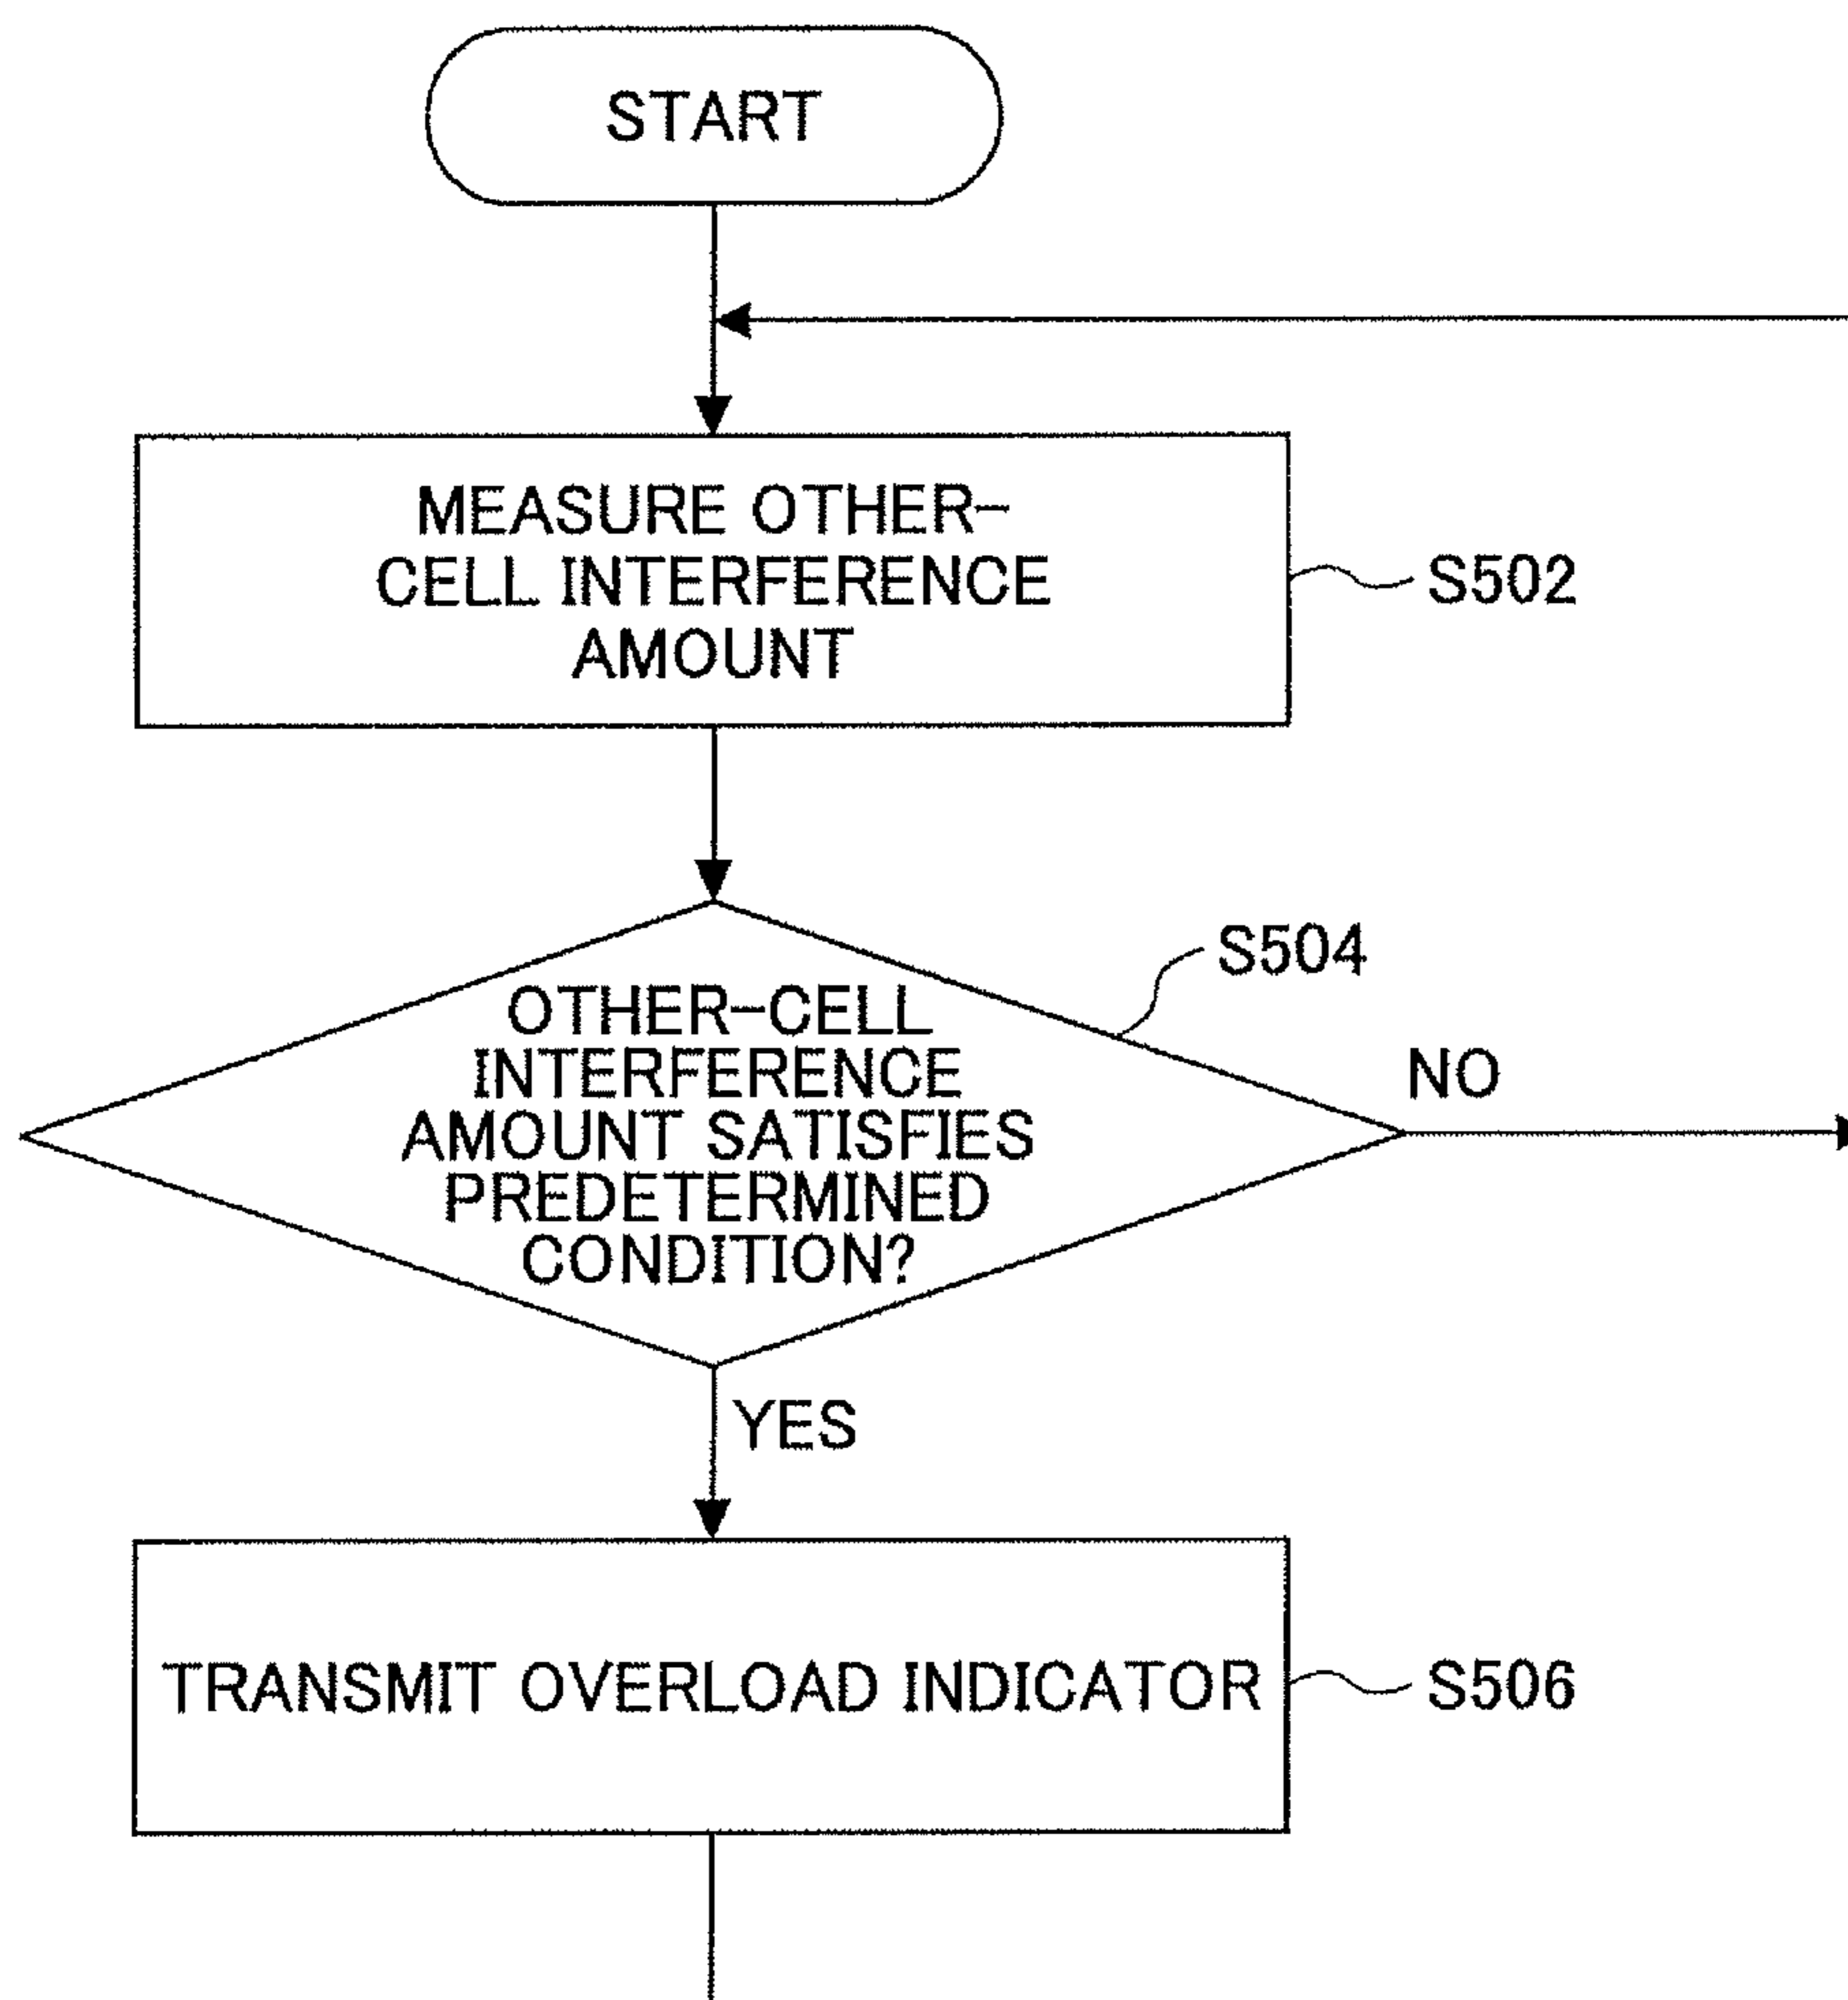 START
MEASURE OTHER-
CELL INTERFERENCE
AMOUNT
S502
S504
OTHER-CELL
INTERFERENCE
AMOUNT SATISFIES
PREDETERMINED
CONDITION?
NO
YES
TRANSMIT OVERLOAD INDICATOR
S506